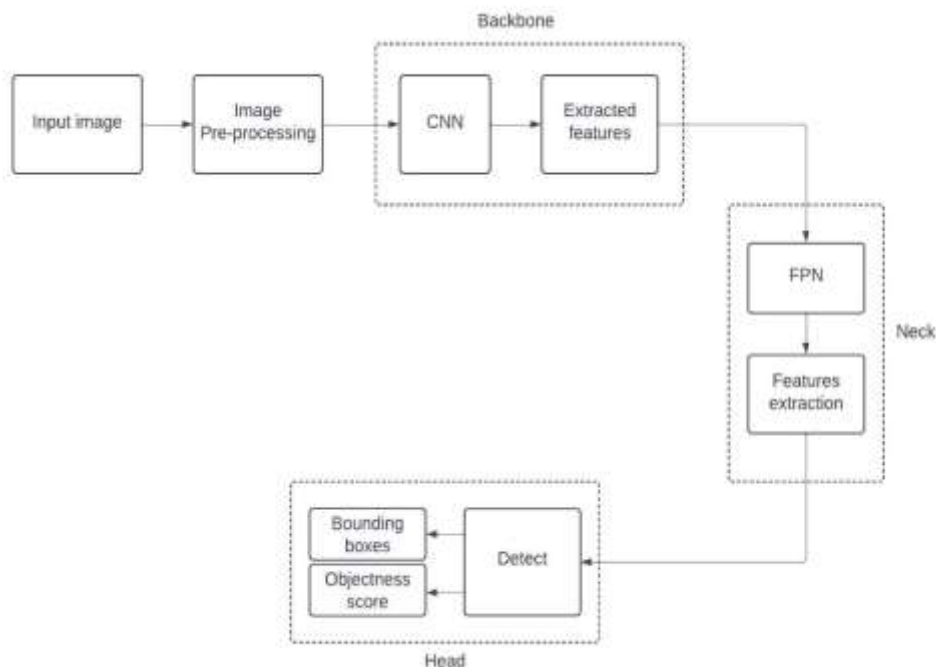 Backbone
Input image
Image
Pre-processing
CNN
Extracted
features
FPN
Neck
Features
extraction
Bounding
boxes
Detect
Objectness
score
Head